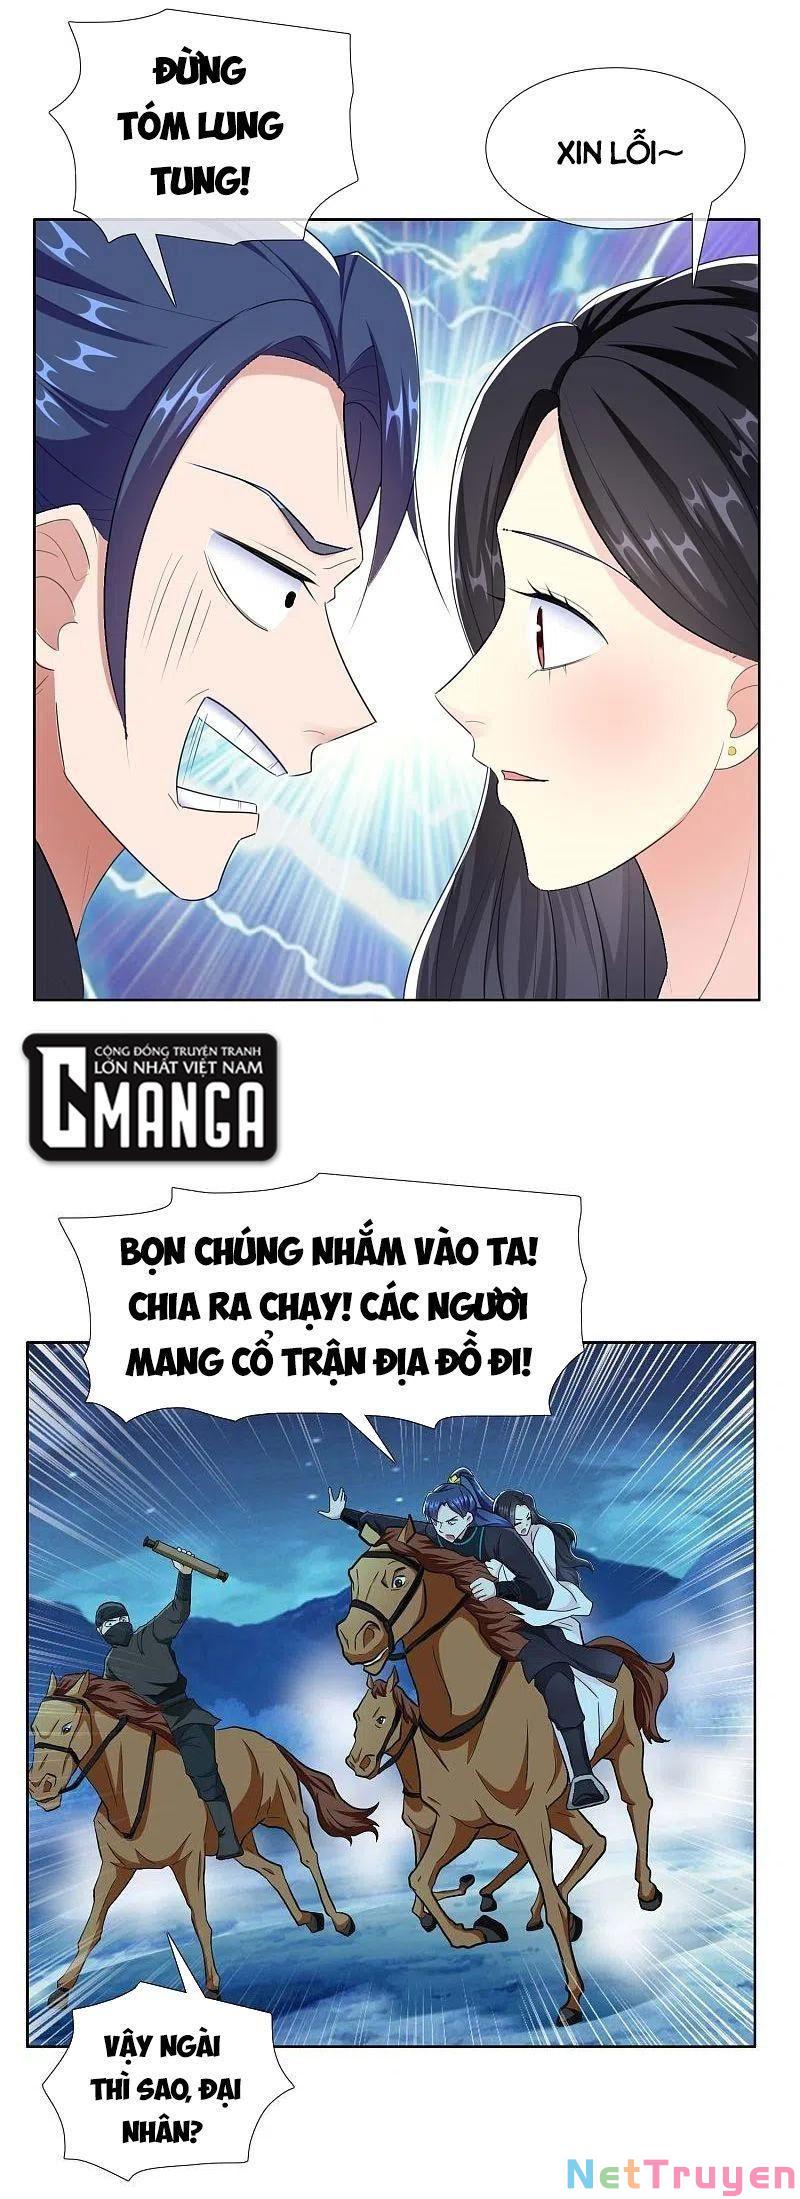 ĐỪNG
TÓM LUNG
TUNG!
XIN LỖI~
CỘNG ĐỒNG TRUYỆN TRANH
LỚN NHẤT VIỆT NAM
CMANGA
BỌN CHÚNG NHẮM VÀO TA!
CHIA RA CHẠY! CÁC NGƯƠI
MANG CỔ TRẬN ĐỊA ĐỒ ĐI!
VẬY NGÀI
THÌ SAO, ĐẠI
NHÂN?
NetTruyen